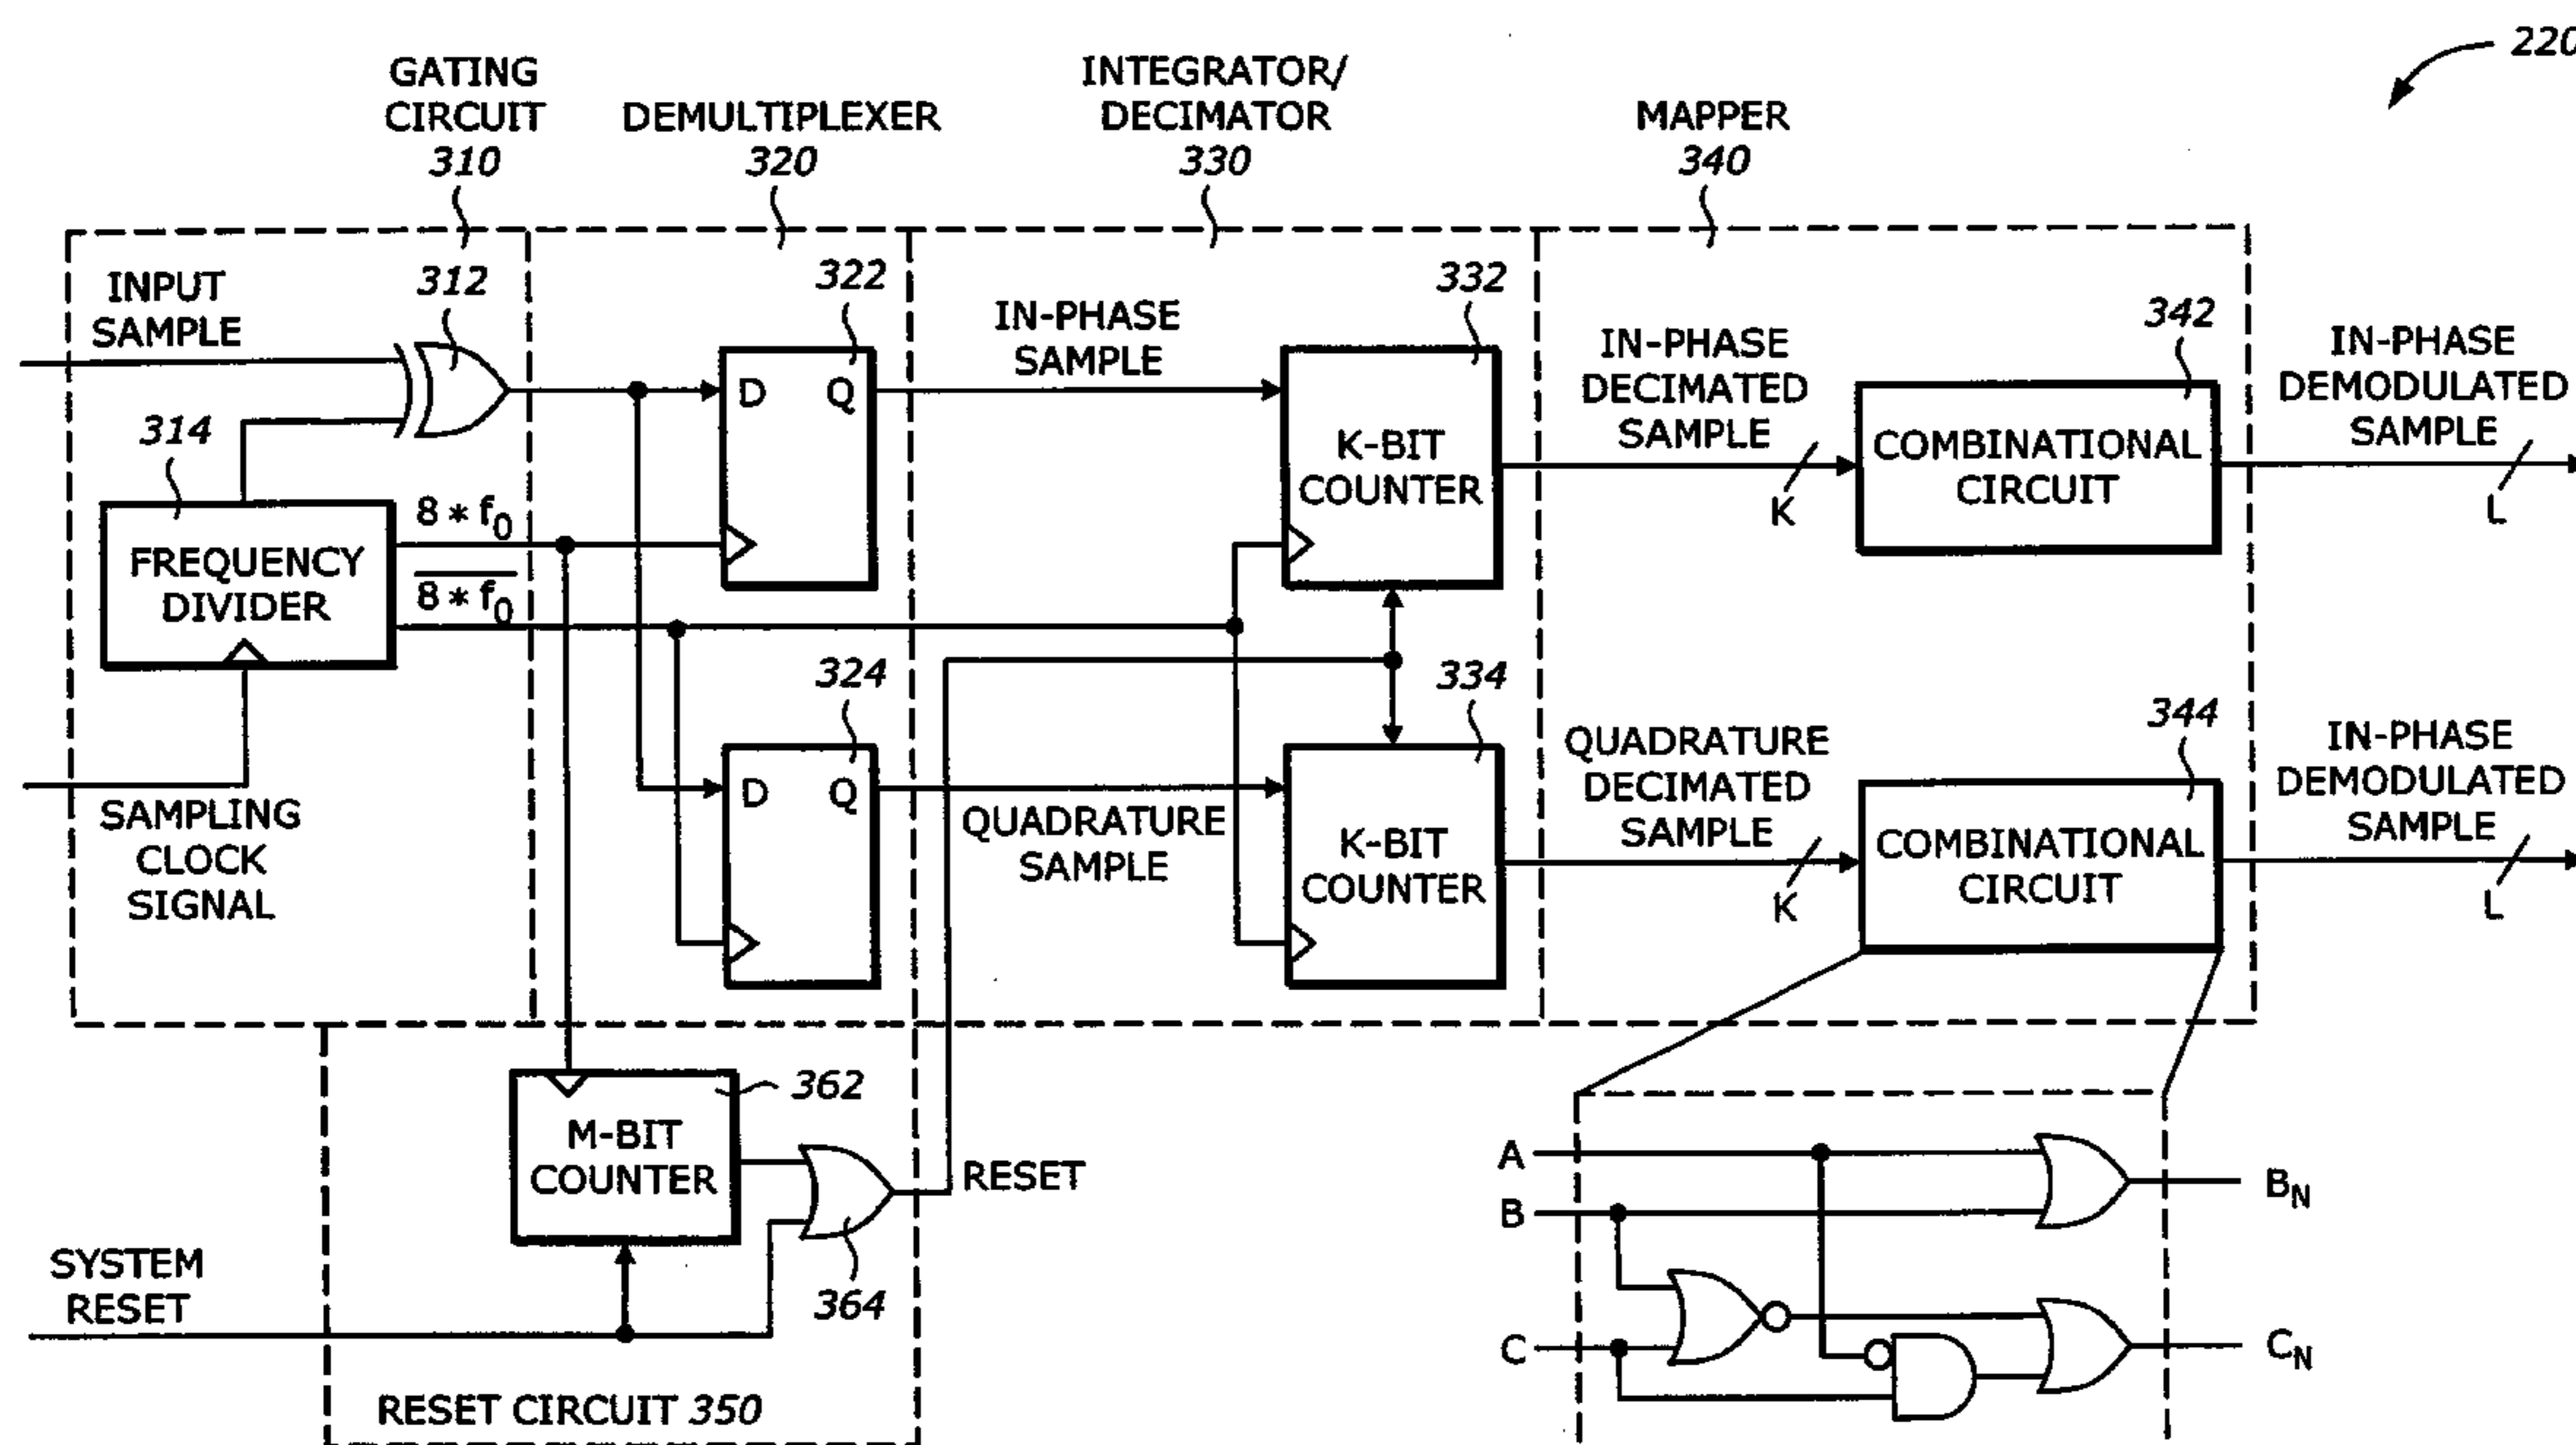 220
GATING
CIRCUIT
310
DEMULTIPLEXER
320
INTEGRATOR/
DECIMATOR
330
MAPPER
340
INPUT
SAMPLE
312
314
FREQUENCY
DIVIDER
8 * f0
8 * f0
SAMPLING
CLOCK
SIGNAL
322
D Q
324
D Q
IN-PHASE
SAMPLE
QUADRATURE
SAMPLE
332
K-BIT
COUNTER
334
K-BIT
COUNTER
IN-PHASE
DECIMATED
SAMPLE
K
QUADRATURE
DECIMATED
SAMPLE
K
342
COMBINATIONAL
CIRCUIT
344
COMBINATIONAL
CIRCUIT
IN-PHASE
DEMODULATED
SAMPLE
L
IN-PHASE
DEMODULATED
SAMPLE
L
362
M-BIT
COUNTER
364
RESET
SYSTEM
RESET
RESET CIRCUIT 350
A
B
C
BN
CN